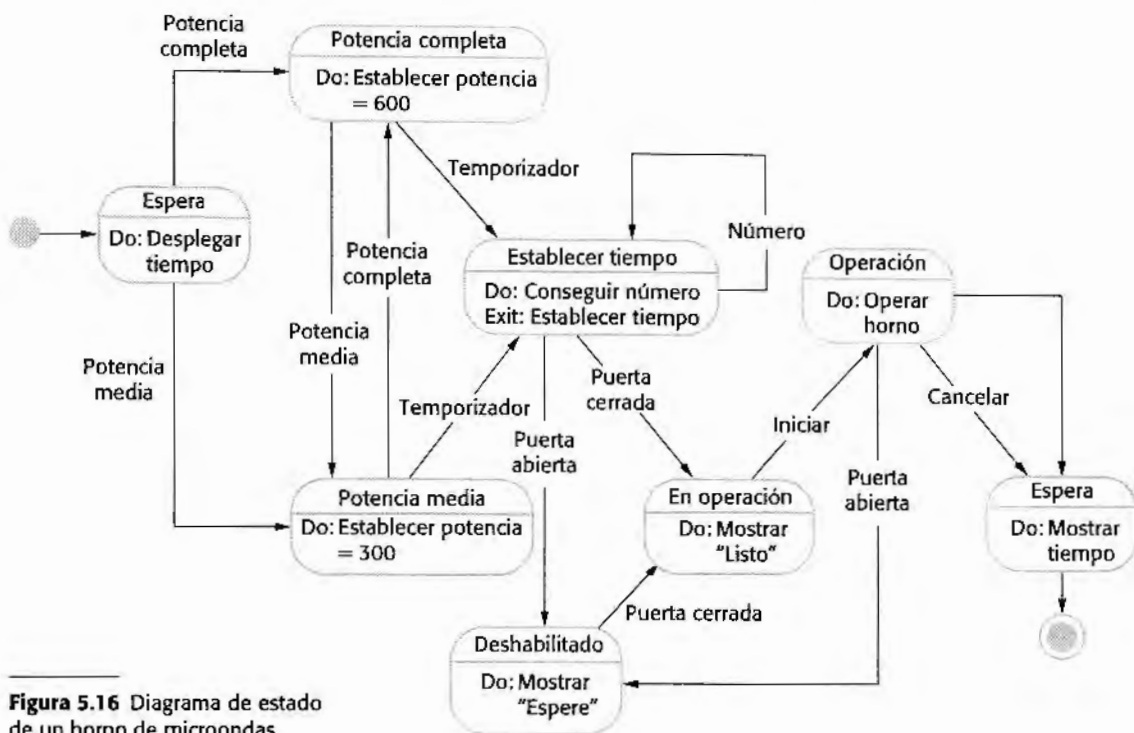 Potencia
completa
Potencia completa
Do: Establecer potencia
= 600
Temporizador
Espera
Do: Desplegar
tiempo
Potencia
completa
Número
Establecer tiempo
Do: Conseguir número
Exit: Establecer tiempo
Operación
Do: Operar
horno
Potencia
media
Potencia
media
Temporizador
Puerta
cerrada
Puerta
abierta
Iniciar
Cancelar
Puerta
abierta
Potencia media
Do: Establecer potencia
= 300
En operación
Do: Mostrar
"Listo"
Espera
Do: Mostrar
tiempo
Puerta cerrada
Deshabilitado
Do: Mostrar
"Espere"
Figura 5.16 Diagrama de estado
de un horno de microondas